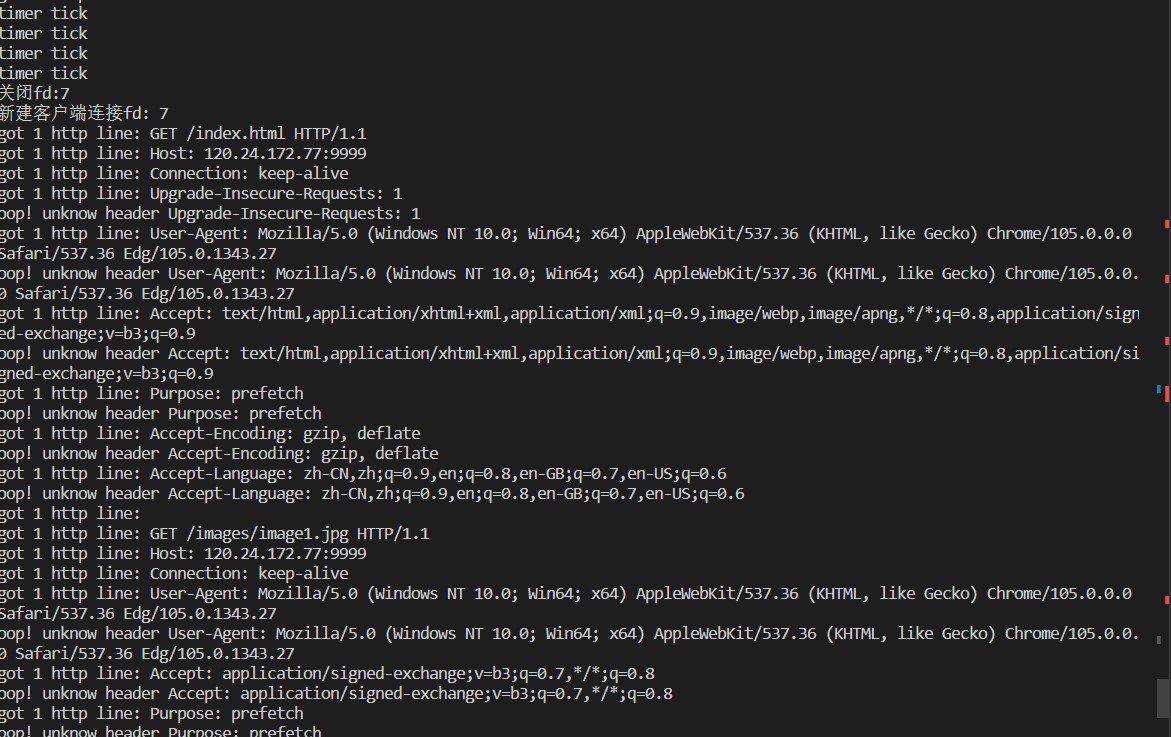 timer tick
timer tick
timer tick
timer tick
关闭fd:7
新建客户端连接fd: 7
got 1 http line: GET /index.html HTTP/1.1
got 1 http line: Host: 120.24.172.77:9999
got 1 http line: Connection: keep-alive
got 1 http line: Upgrade-Insecure-Requests: 1
oop! unknow header Upgrade-Insecure-Requests: 1
got 1 http line: User-Agent: Mozilla/5.0 (Windows NT 10.0; Win64; x64) AppleWebKit/537.36 (KHTML, like Gecko) Chrome/105.0.0.0
Safari/537.36 Edg/105.0.1343.27
oop! unknow header User-Agent: Mozilla/5.0 (Windows NT 10.0; Win64; x64) AppleWebKit/537.36 (KHTML, like Gecko) Chrome/105.0.0.
0 Safari/537.36 Edg/105.0.1343.27
got 1 http line: Accept: text/html,application/xhtml+xml,application/xml;q=0.9,image/webp,image/apng,*/*;q=0.8,application/sign
ed-exchange;v=b3;q=0.9
oop! unknow header Accept: text/html,application/xhtml+xml,application/xml;q=0.9,image/webp,image/apng,*/*;q=0.8,application/si
gned-exchange;v=b3;q=0.9
got 1 http line: Purpose: prefetch
oop! unknow header Purpose: prefetch
got 1 http line: Accept-Encoding: gzip, deflate
oop! unknow header Accept-Encoding: gzip, deflate
got 1 http line: Accept-Language: zh-CN,zh;q=0.9,en;q=0.8,en-GB;q=0.7,en-US;q=0.6
oop! unknow header Accept-Language: zh-CN,zh;q=0.9,en;q=0.8,en-GB;q=0.7,en-US;q=0.6
got 1 http line:
got 1 http line: GET /images/image1.jpg HTTP/1.1
got 1 http line: Host: 120.24.172.77:9999
got 1 http line: Connection: keep-alive
got 1 http line: User-Agent: Mozilla/5.0 (Windows NT 10.0; Win64; x64) AppleWebKit/537.36 (KHTML, like Gecko) Chrome/105.0.0.0
Safari/537.36 Edg/105.0.1343.27
oop! unknow header User-Agent: Mozilla/5.0 (Windows NT 10.0; Win64; x64) AppleWebKit/537.36 (KHTML, like Gecko) Chrome/105.0.0.
0 Safari/537.36 Edg/105.0.1343.27
got 1 http line: Accept: application/signed-exchange;v=b3;q=0.7,*/*;q=0.8
oop! unknow header Accept: application/signed-exchange;v=b3;q=0.7,*/*;q=0.8
got 1 http line: Purpose: prefetch
oop! unknow header Purpose: prefetch